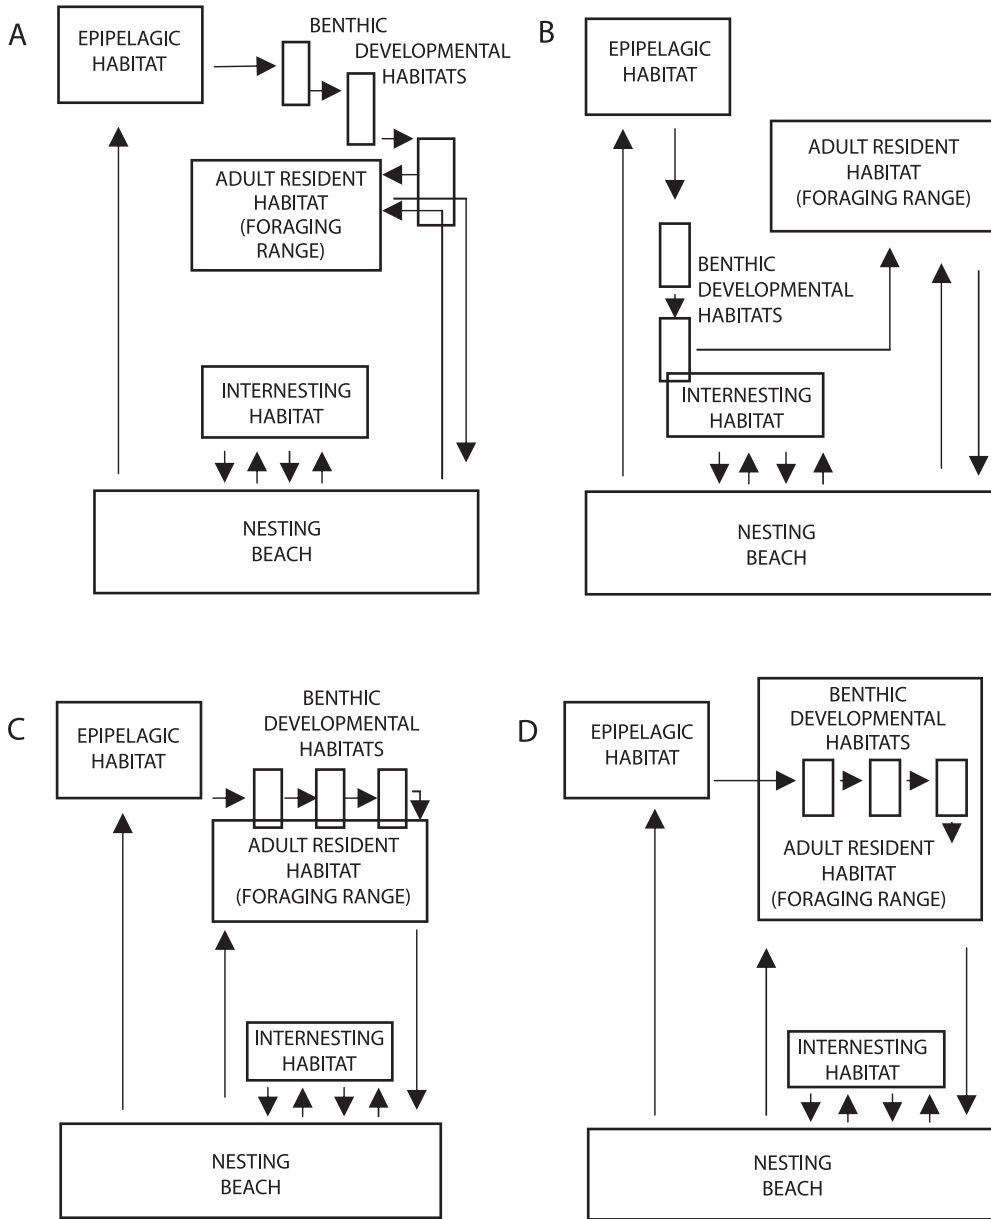 A
EPIPELAGIC
HABITAT
BENTHIC
DEVELOPMENTAL
HABITATS
ADULT RESIDENT
HABITAT
(FORAGING
RANGE)
INTERNESTING
HABITAT
NESTING
BEACH
B
EPIPELAGIC
HABITAT
ADULT RESIDENT
HABITAT
(FORAGING RANGE)
BENTHIC
DEVELOPMENTAL
HABITATS
INTERNESTING
HABITAT
NESTING
BEACH
C
EPIPELAGIC
HABITAT
BENTHIC
DEVELOPMENTAL
HABITATS
ADULT RESIDENT
HABITAT
(FORAGING RANGE)
INTERNESTING
HABITAT
NESTING
BEACH
D
EPIPELAGIC
HABITAT
BENTHIC
DEVELOPMENTAL
HABITATS
ADULT RESIDENT
HABITAT
(FORAGING RANGE)
INTERNESTING
HABITAT
NESTING
BEACH